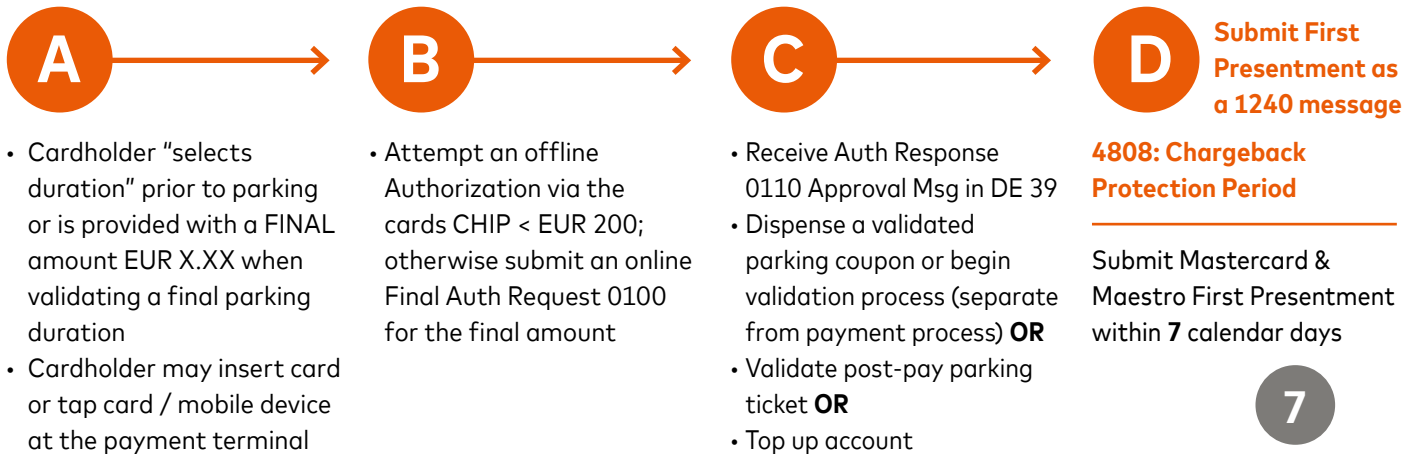 A
• Cardholder “selects
duration” prior to parking
or is provided with a FINAL
amount EUR X.XX when
validating a final parking
duration
• Cardholder may insert card
or tap card / mobile device
at the payment terminal
B
• Attempt an offline
Authorization via the
cards CHIP < EUR 200;
otherwise submit an online
Final Auth Request 0100
for the final amount
C
• Receive Auth Response
0110 Approval Msg in DE 39
• Dispense a validated
parking coupon or begin
validation process (separate
from payment process) OR
• Validate post-pay parking
ticket OR
• Top up account
D
Submit First
Presentment as
a 1240 message
4808: Chargeback
Protection Period
Submit Mastercard &
Maestro First Presentment
within 7 calendar days
7